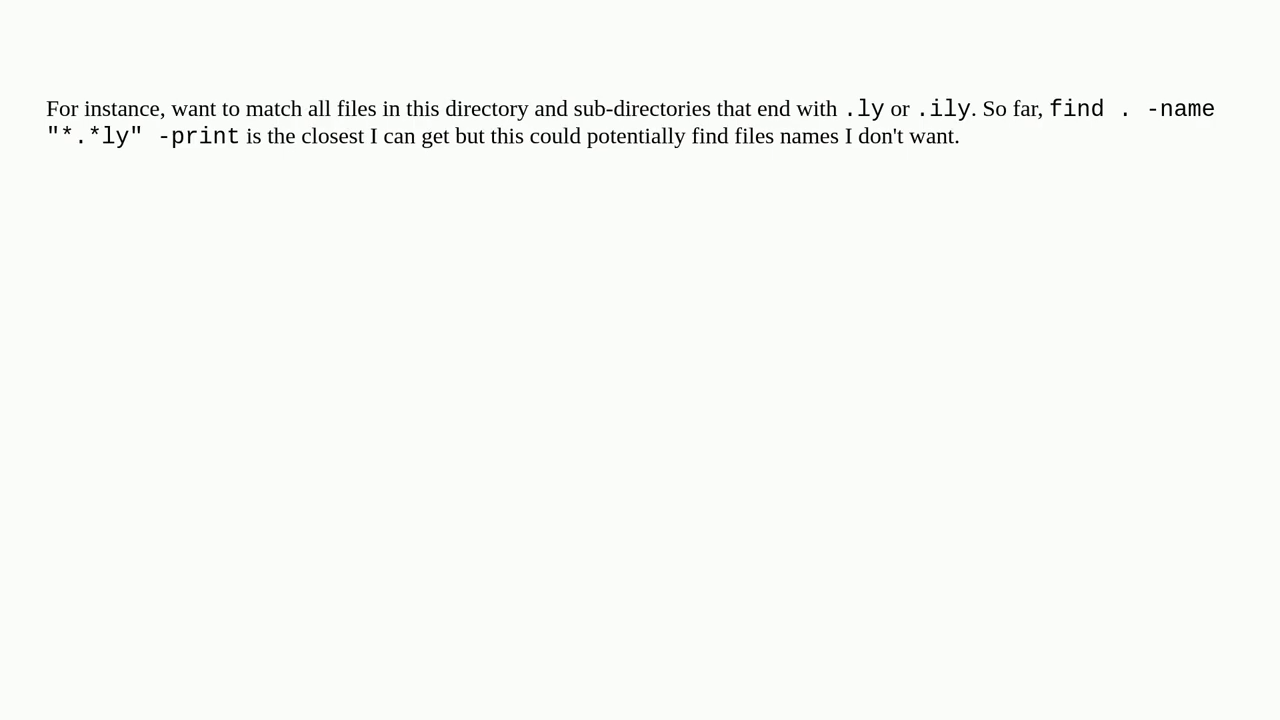 For instance, want to match all files in this directory and sub-directories that end with .ly or .ily. So far, find . -name
"*.*ly" -print is the closest I can get but this could potentially find files names I don't want.